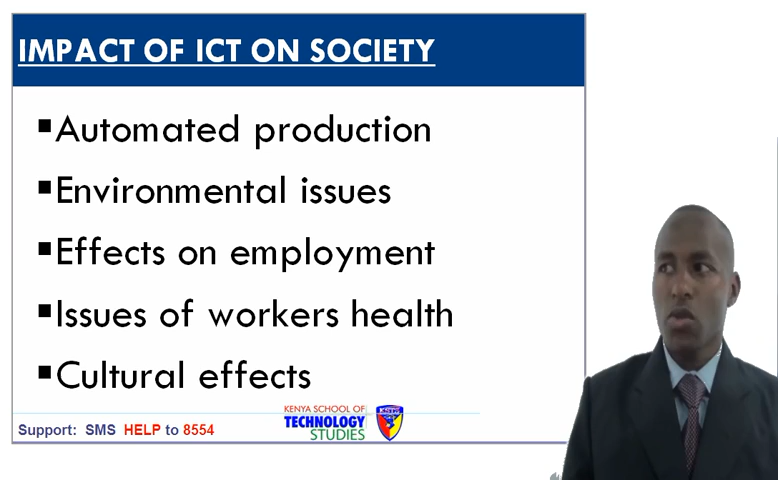 IMPACT OF ICT ON SOCIETY
▪Automated production
▪Environmental issues
▪Effects on employment
▪Issues of workers health
▪Cultural effects
Support: SMS HELP to 8554
KENYA SCHOOL OF
TECHNOLOGY
STUDIES